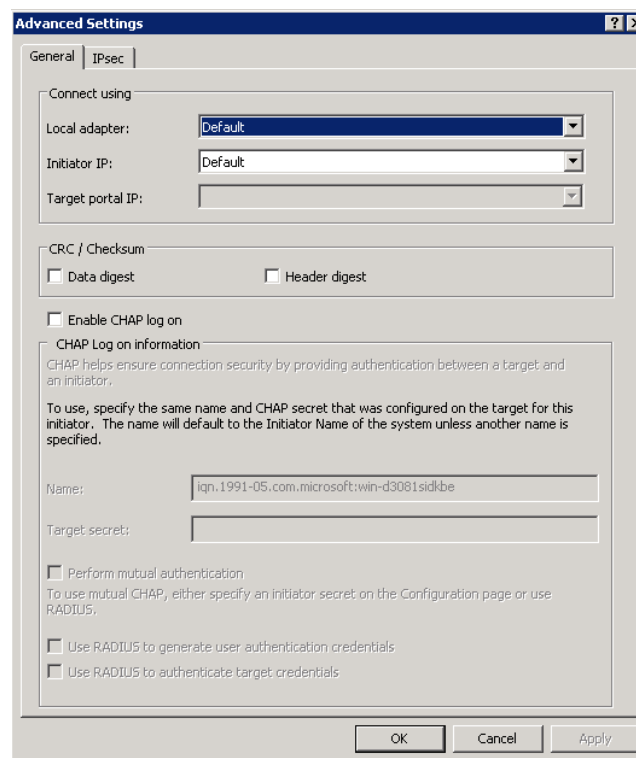 Advanced Settings
General
IPsec
Connect using
Local adapter:
Default
Initiator IP:
Default
Target portal IP:
CRC / Checksum
Data digest
Header digest
Enable CHAP log on
CHAP Log on information
CHAP helps ensure connection security by providing authentication between a target and
an initiator.
To use, specify the same name and CHAP secret that was configured on the target for this
initiator. The name will default to the Initiator Name of the system unless another name is
specified.
Name:
iqn.1991-05.com.microsoft:win-d3081sidkbe
Target secret:
Perform mutual authentication
To use mutual CHAP, either specify an initiator secret on the Configuration page or use
RADIUS.
Use RADIUS to generate user authentication credentials
Use RADIUS to authenticate target credentials
OK
Cancel
Apply